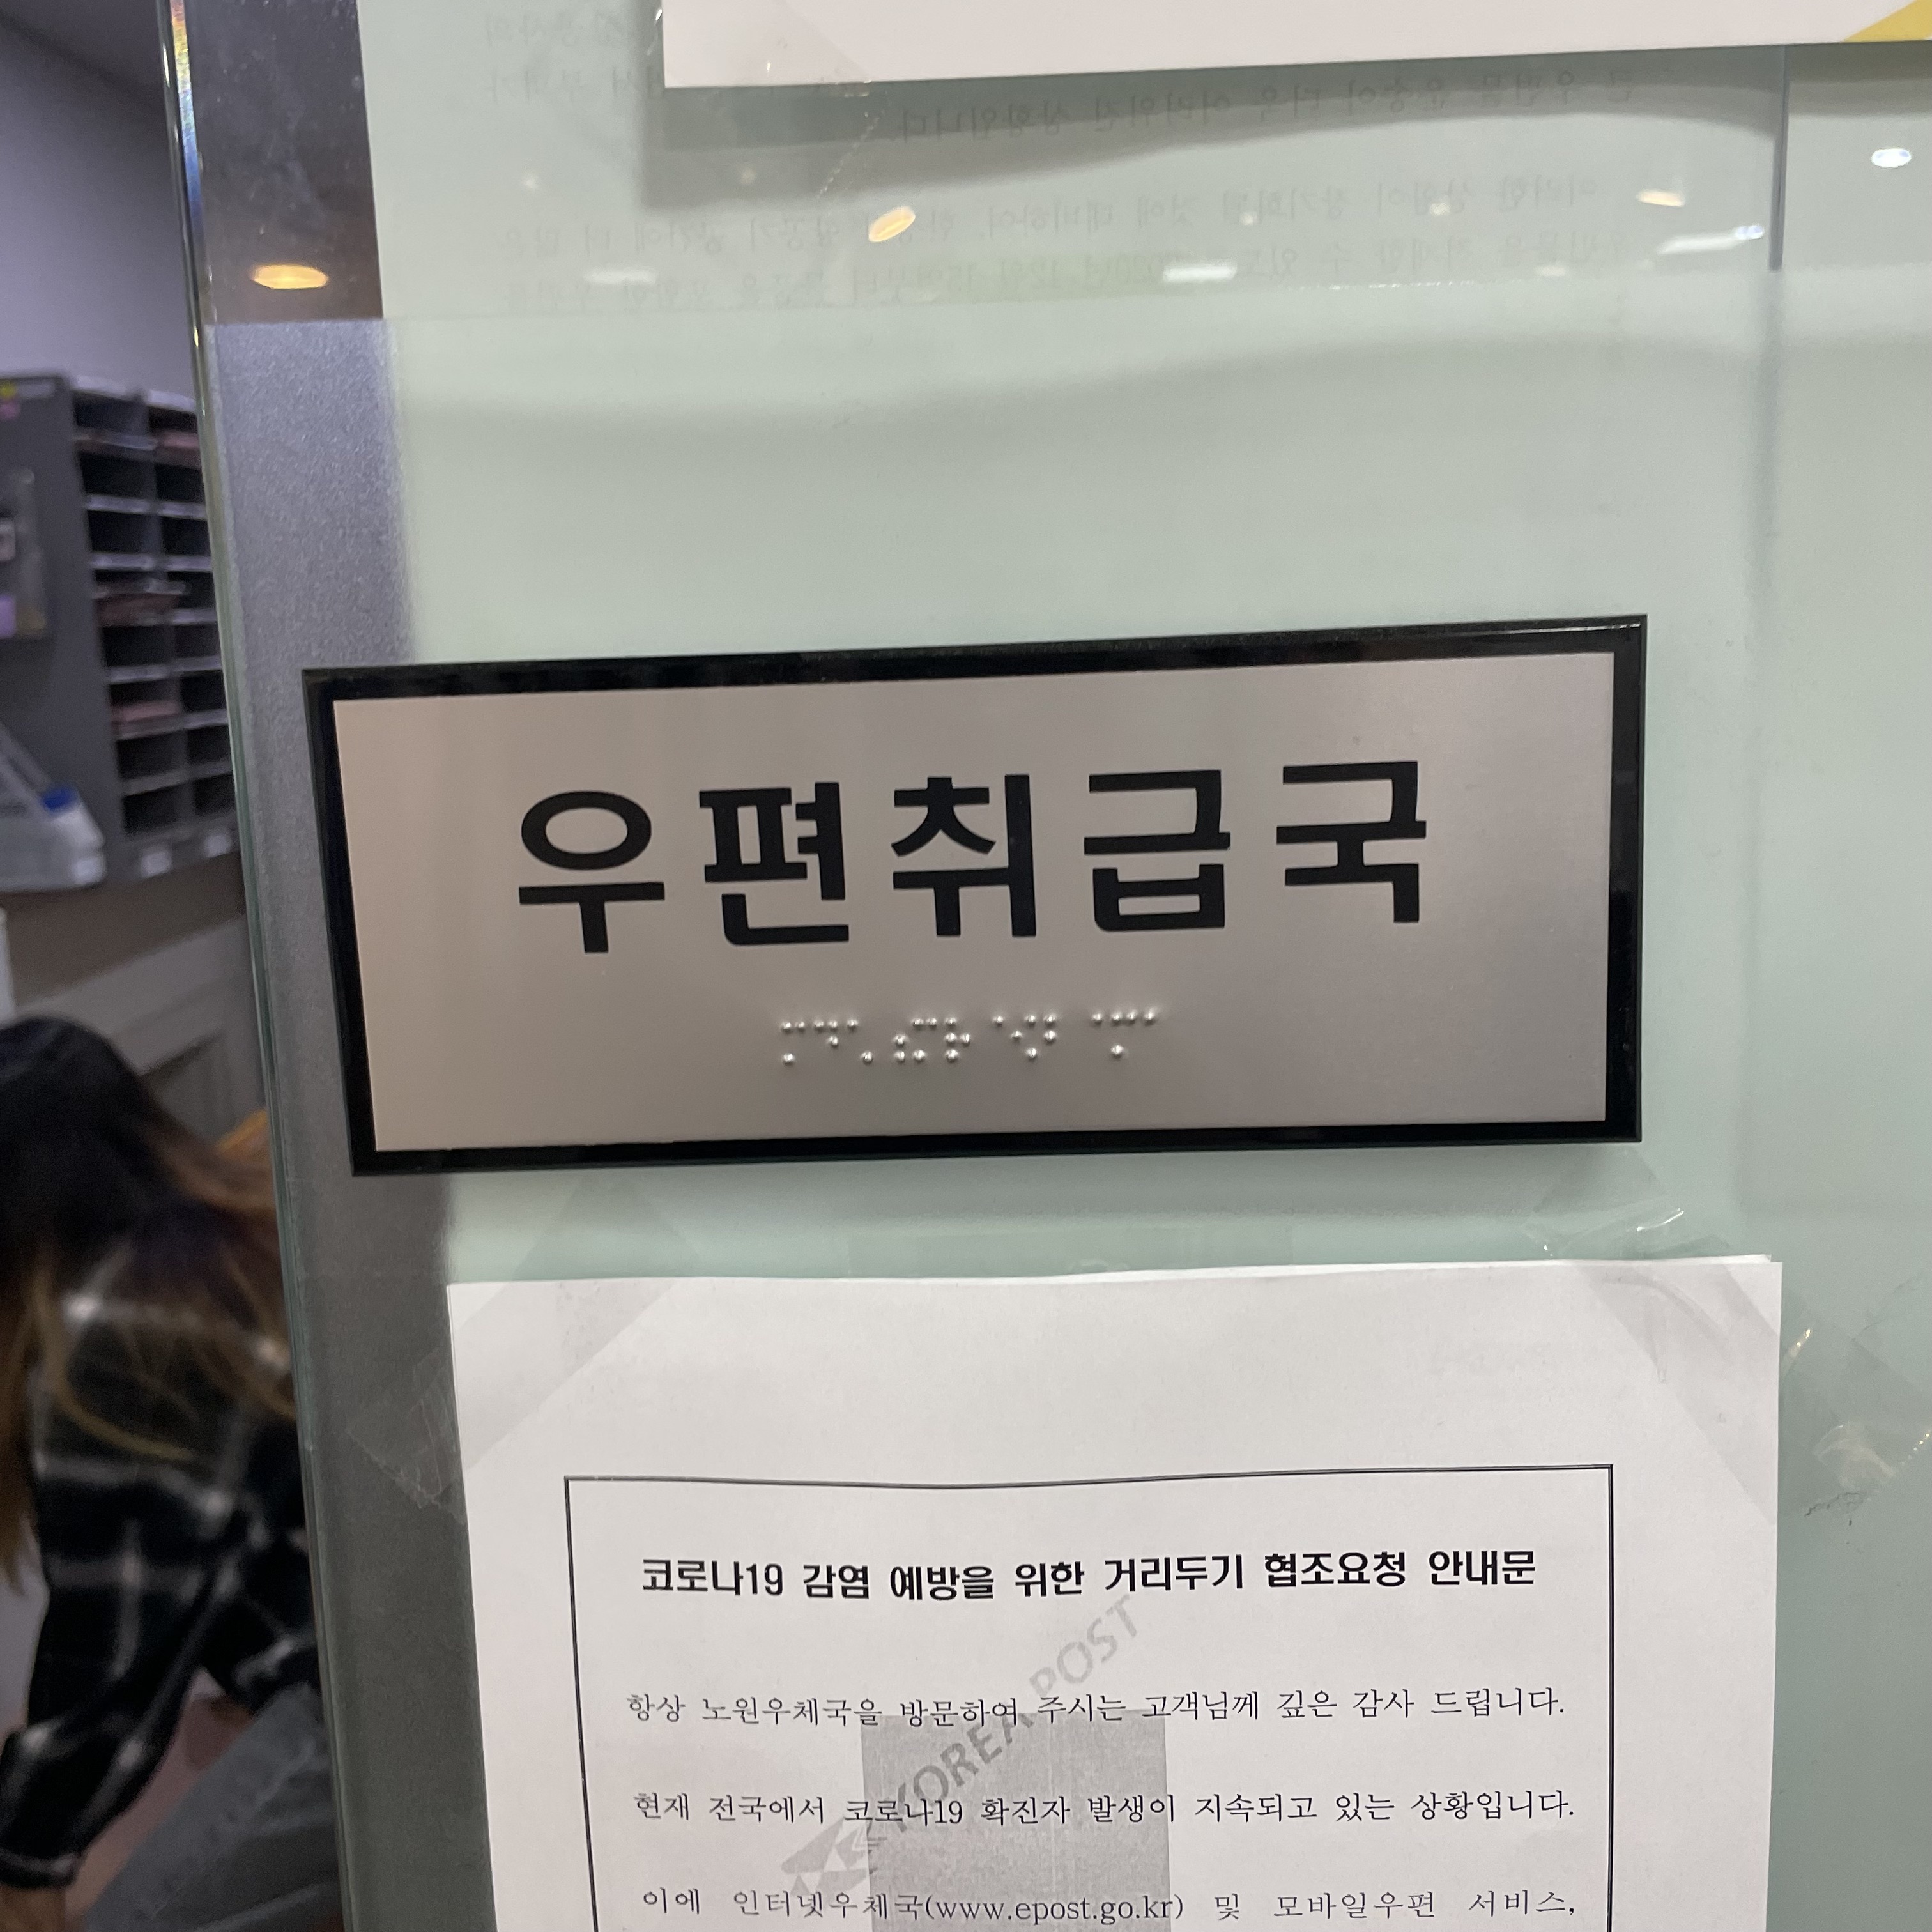 우편취급국
코로나19 감염 예방을 위한 거리두기 협조요청 안내문
항상 노원우체국을 방문하여 주시는 고객님께 깊은 감사 드립니다.
현재 전국에서 코로나19 확진자 발생이 지속되고 있는 상황입니다.
이에 인터넷우체국(www.epost.go.kr) 및 모바일우편 서비스,
KOREA POST